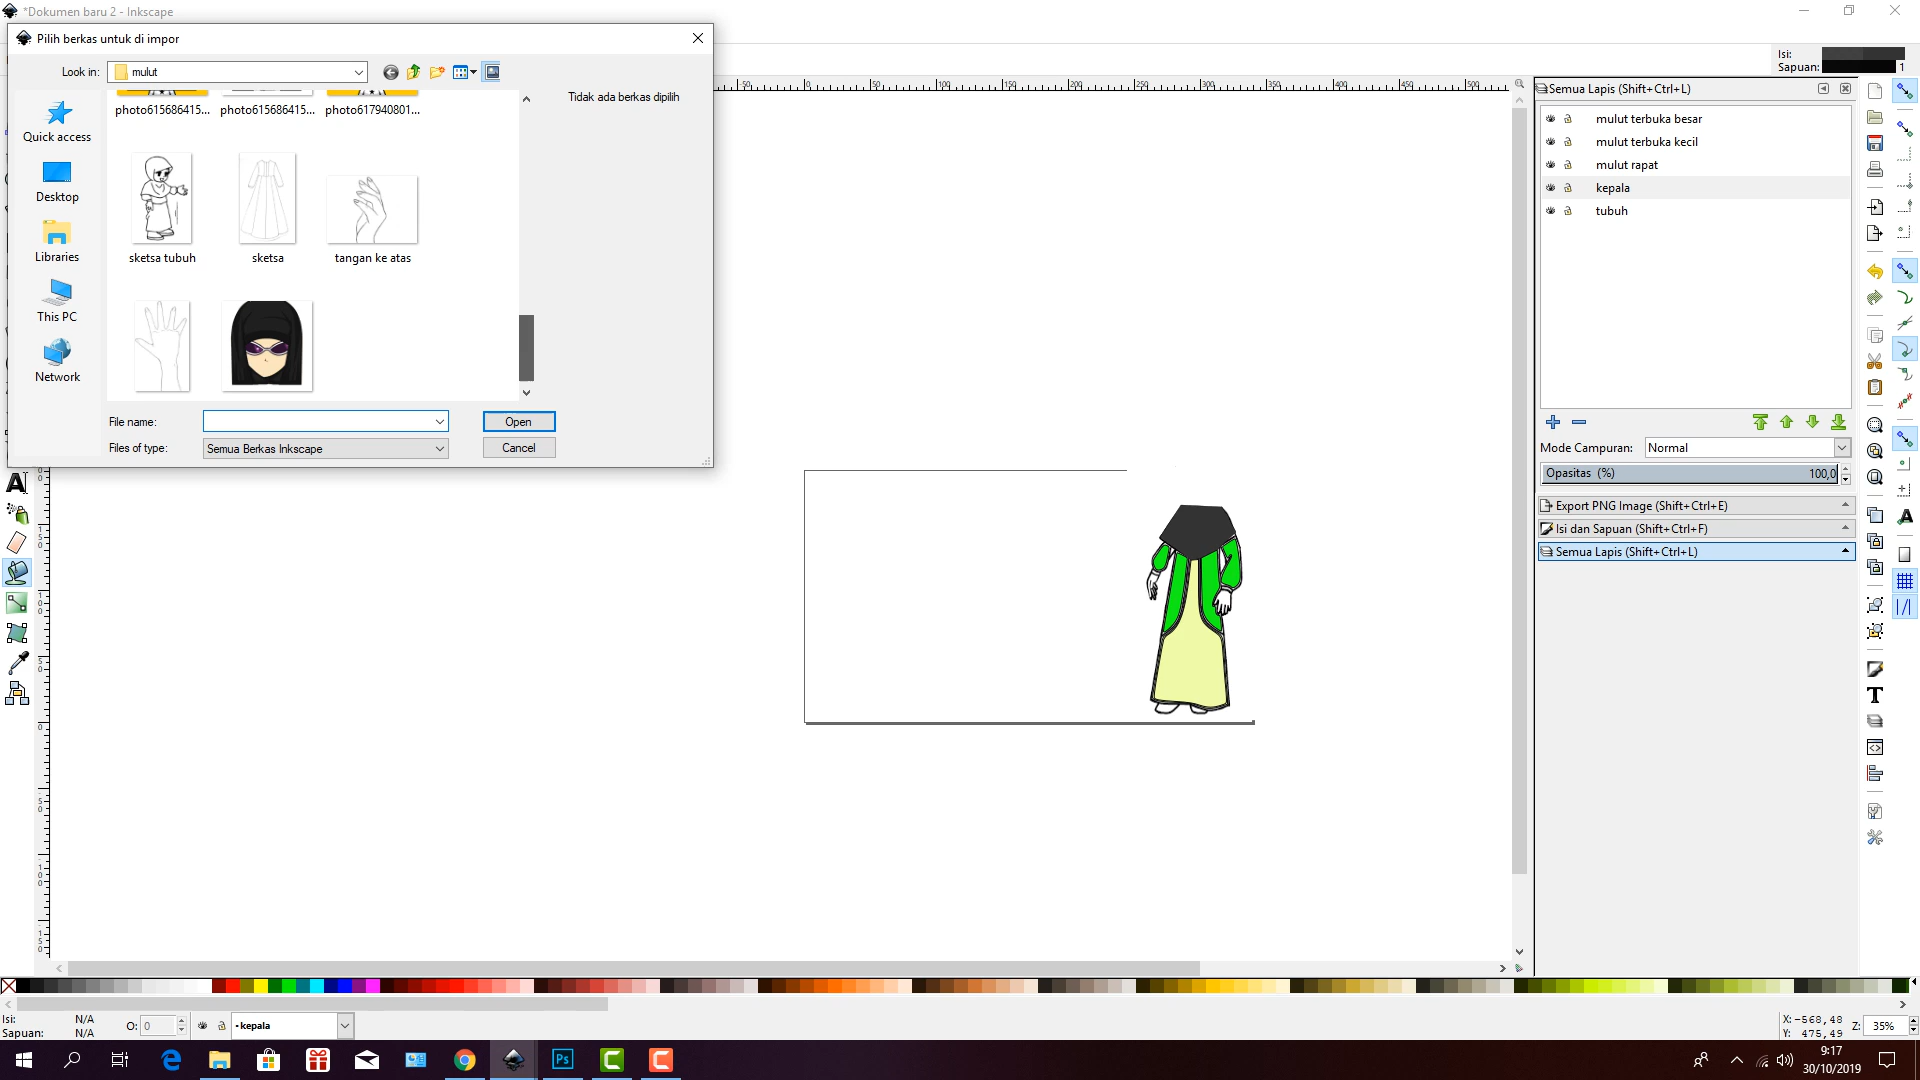 *Dokumen baru 2 - Inkscape
Pilih berkas untuk di impor
Look in:
mulut
Tidak ada berkas dipilih
photo615686415...
photo615686415...
photo617940801...
Quick access
Desktop
Libraries
This PC
Network
sketsa tubuh
sketsa
tangan ke atas
File name:
Open
Files of type:
Semua Berkas Inkscape
Cancel
Isi:
Sapuan:
1
Semua Lapis (Shift+Ctrl+L)
mulut terbuka besar
mulut terbuka kecil
mulut rapat
kepala
tubuh
Mode Campuran:
Normal
Opasitas (%)
100,0
Export PNG Image (Shift+Ctrl+E)
Isi dan Sapuan (Shift+Ctrl+F)
Semua Lapis (Shift+Ctrl+L)
Isi:
N/A
Sapuan:
N/A
O:
0
- kepala
X:-568,48
Y: 475,49
Z:
35%
Ps
9:17
30/10/2019